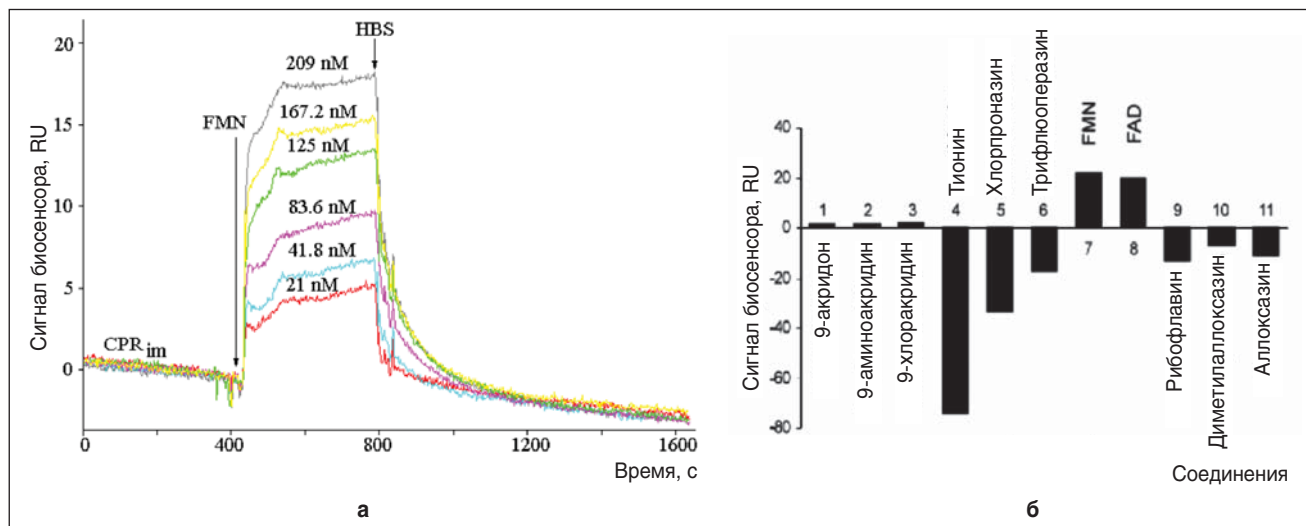 Сигнал биосенсора, RU
20
15
10
5
0
HBS
209 nM
FMN
167.2 nM
125 nM
83.6 nM
41.8 nM
21 nM
CPR im
0
400
800
1200
1600
Время, с
а
Сигнал биосенсора, RU
40
20
0
-20
-40
-60
-80
1
2
3
4
5
6
7
8
9
10
11
9-акридон
9-аминоакридин
9-хлоракридин
Тионин
Хлорпроназин
Трифлюоперазин
FMN
FAD
Рибофлавин
Диметилаллоксазин
Аллоксазин
Соединения
б